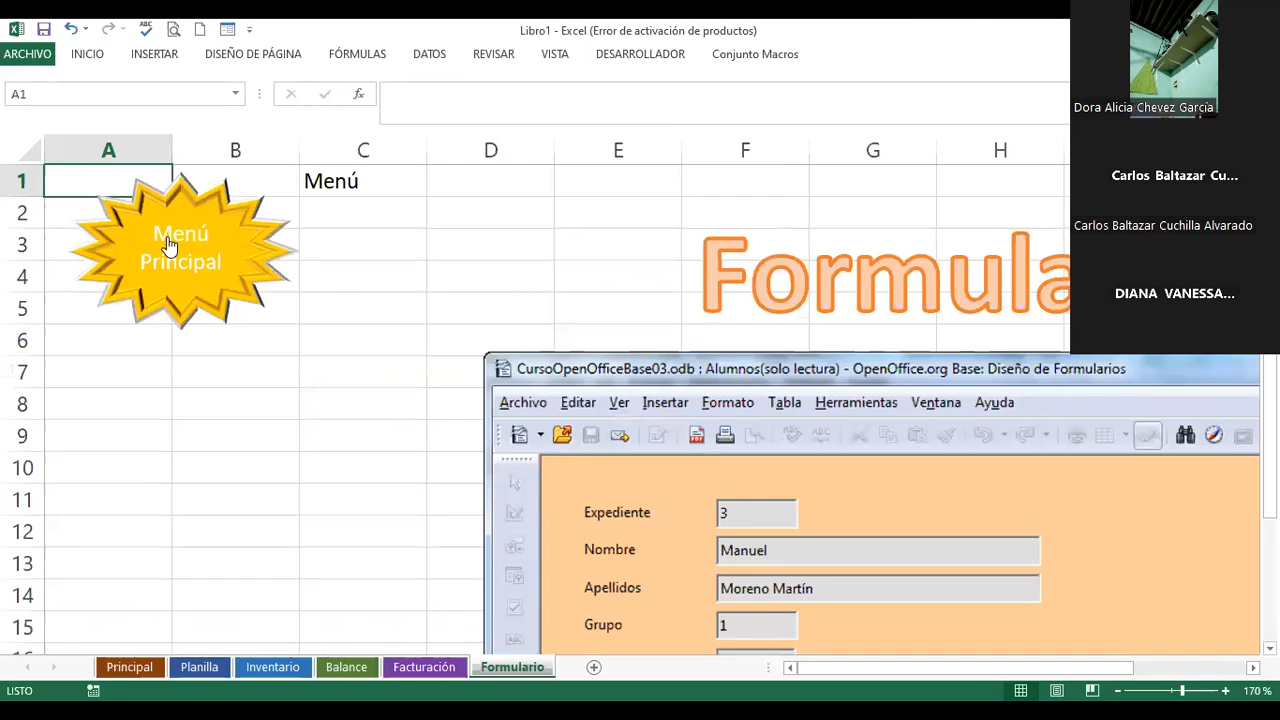 Libro1 - Excel (Error de activación de productos)
ARCHIVO INICIO INSERTAR DISEÑO DE PÁGINA FÓRMULAS DATOS REVISAR VISTA DESARROLLADOR Conjunto Macros
A1
fx
Dora Alicia Chevez García
Carlos Baltazar Cu...
Carlos Baltazar Cuchilla Alvarado
DIANA VANESSA...
A B C D E F G H
1 Menú
2
3
4
5
6
7
8
9
10
11
12
13
14
15
Menú
Principal
Formula
CursoOpenOfficeBase03.odb : Alumnos(solo lectura) - OpenOffice.org Base: Diseño de Formularios
Archivo Editar Ver Insertar Formato Tabla Herramientas Ventana Ayuda
Expediente 3
Nombre Manuel
Apellidos Moreno Martín
Grupo 1
Principal Planilla Inventario Balance Facturación Formulario
LISTO
170 %